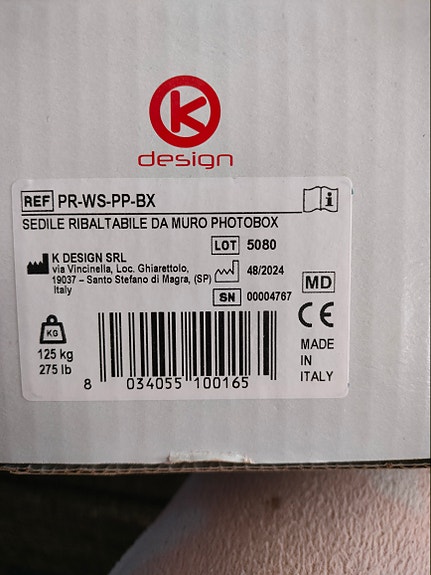 K
design
REF PR-WS-PP-BX
SEDILE RIBALTABILE DA MURO PHOTOBOX
LOT 5080
K DESIGN SRL
via Vincinella, Loc. Ghiarettolo,
19037 – Santo Stefano di Magra, (SP)
Italy
48/2024
SN 00004767
MD
CE
KG
125 kg
275 lb
8 034055 100165
MADE
IN
ITALY